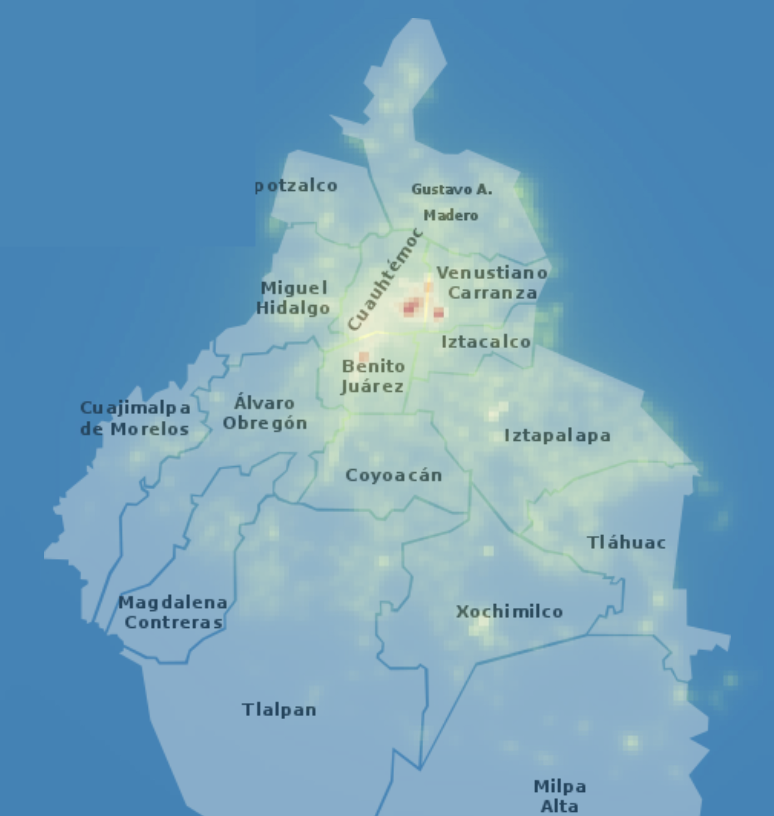 potzalco
Gustavo A.
Madero
Cuauhtémoc
Venustiano
Carranza
Miguel
Hidalgo
Iztacalco
Benito
Juárez
Cuajimalpa
de Morelos
Álvaro
Obregón
Iztapalapa
Coyoacán
Tláhuac
Magdalena
Contreras
Xochimilco
Tlalpan
Milpa
Alta